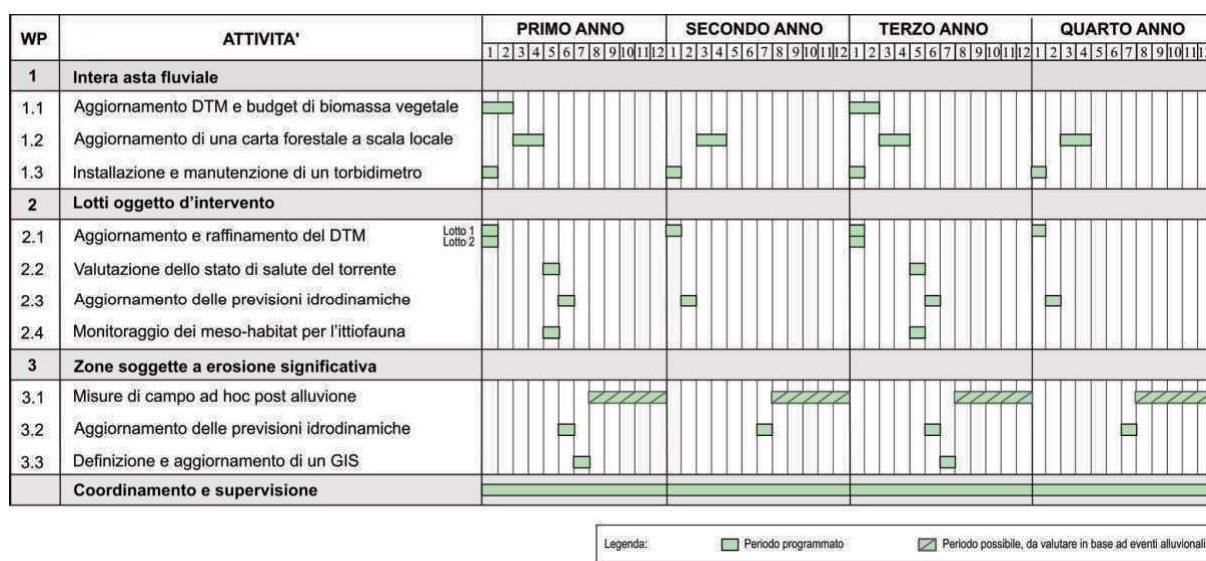 WP ATTIVITA' PRIMO ANNO SECONDO ANNO TERZO ANNO QUARTO ANNO
1 2 3 4 5 6 7 8 9 10 11 12 1 2 3 4 5 6 7 8 9 10 11 12 1 2 3 4 5 6 7 8 9 10 11 12 1 2 3 4 5 6 7 8 9 10 11
1 Intera asta fluviale
1.1 Aggiornamento DTM e budget di biomassa vegetale
1.2 Aggiornamento di una carta forestale a scala locale
1.3 Installazione e manutenzione di un torbidimetro
2 Lotti oggetto d'intervento
2.1 Aggiornamento e raffinamento del DTM Lotto 1
Lotto 2
2.2 Valutazione dello stato di salute del torrente
2.3 Aggiornamento delle previsioni idrodinamiche
2.4 Monitoraggio dei meso-habitat per l'ittiofauna
3 Zone soggette a erosione significativa
3.1 Misure di campo ad hoc post alluvione
3.2 Aggiornamento delle previsioni idrodinamiche
3.3 Definizione e aggiornamento di un GIS
Coordinamento e supervisione
Legenda: Periodo programmato Periodo possibile, da valutare in base ad eventi alluvionali